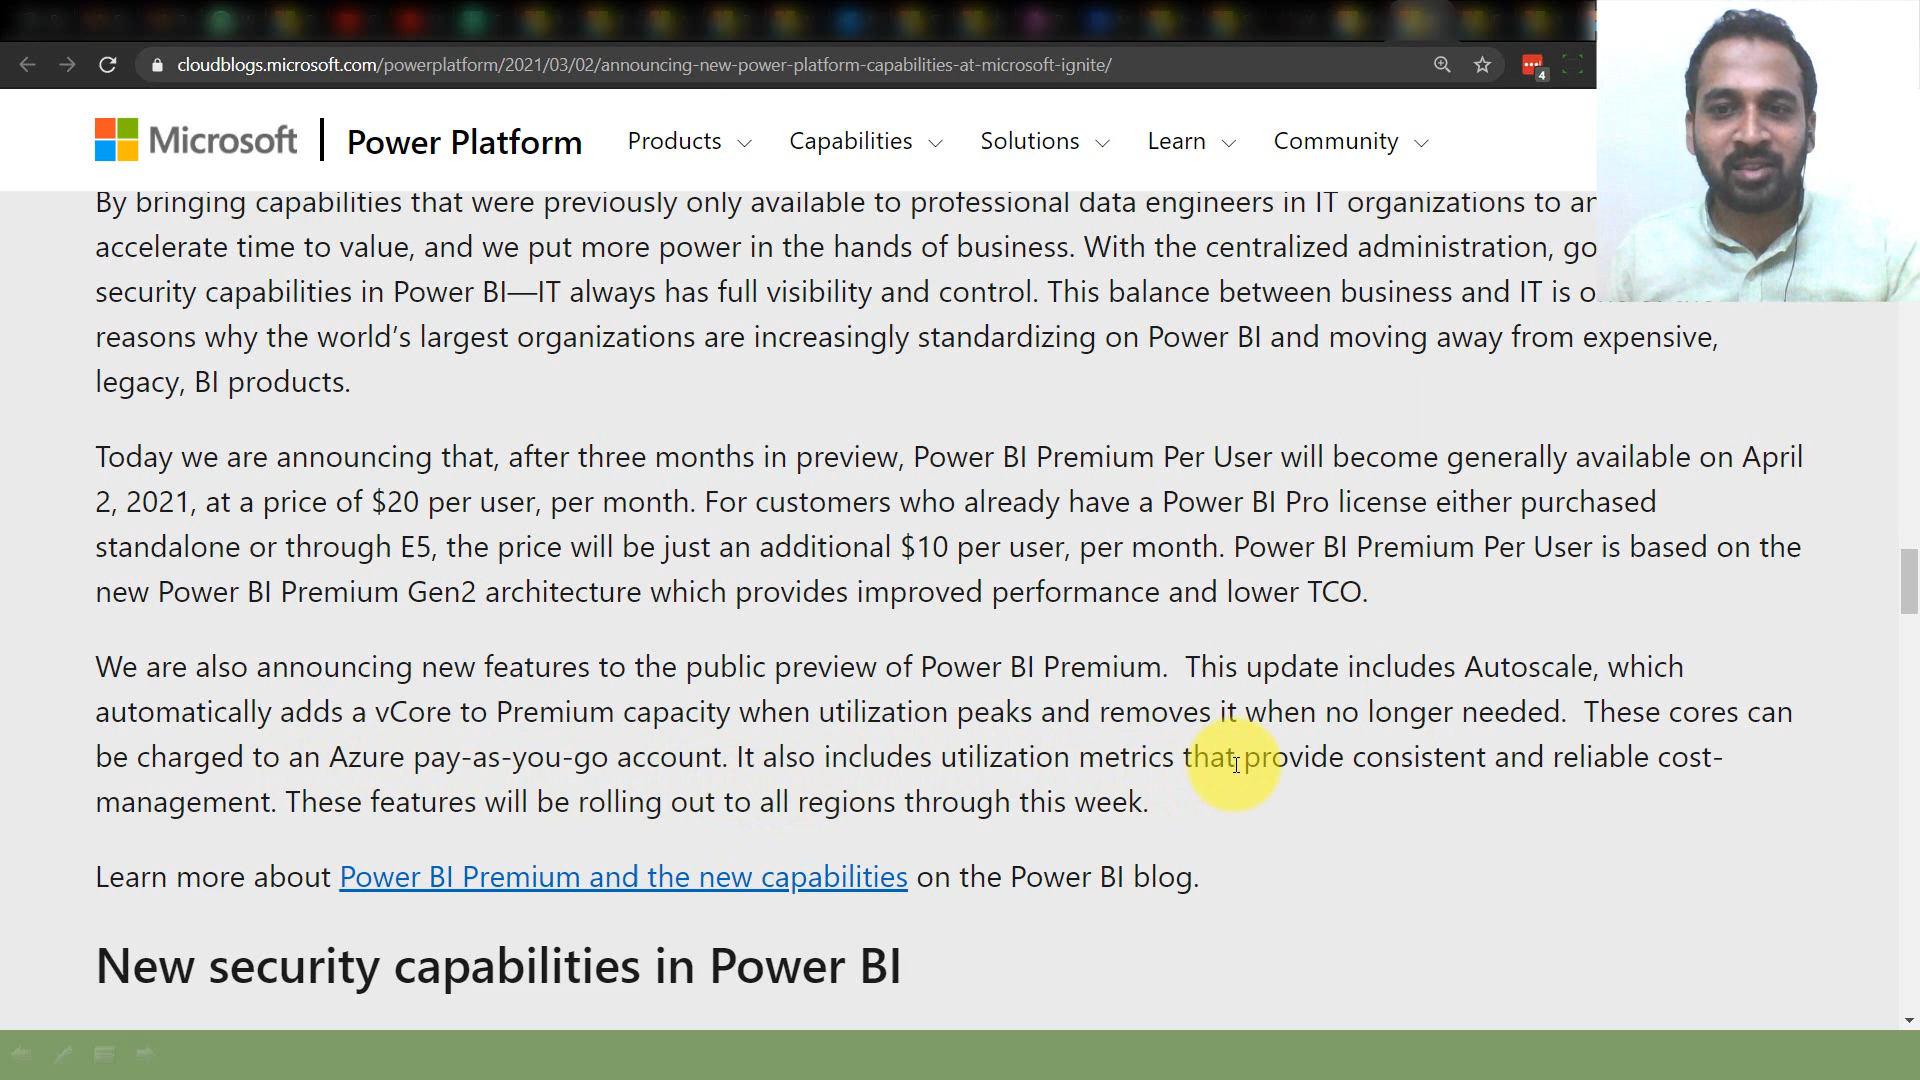 cloudblogs.microsoft.com/powerplatform/2021/03/02/announcing-new-power-platform-capabilities-at-microsoft-ignite/
4
Microsoft | Power Platform Products Capabilities Solutions Learn Community
By bringing capabilities that were previously only available to professional data engineers in IT organizations to
accelerate time to value, and we put more power in the hands of business. With the centralized administration,
security capabilities in Power BI—IT always has full visibility and control. This balance between business and IT is
reasons why the world's largest organizations are increasingly standardizing on Power BI and moving away from expensive,
legacy, BI products.
Today we are announcing that, after three months in preview, Power BI Premium Per User will become generally available on April
2, 2021, at a price of $20 per user, per month. For customers who already have a Power BI Pro license either purchased
standalone or through E5, the price will be just an additional $10 per user, per month. Power BI Premium Per User is based on the
new Power BI Premium Gen2 architecture which provides improved performance and lower TCO.
We are also announcing new features to the public preview of Power BI Premium.  This update includes Autoscale, which
automatically adds a vCore to Premium capacity when utilization peaks and removes it when no longer needed.  These cores can
be charged to an Azure pay-as-you-go account. It also includes utilization metrics that provide consistent and reliable cost-
management. These features will be rolling out to all regions through this week.
Learn more about Power BI Premium and the new capabilities on the Power BI blog.
New security capabilities in Power BI